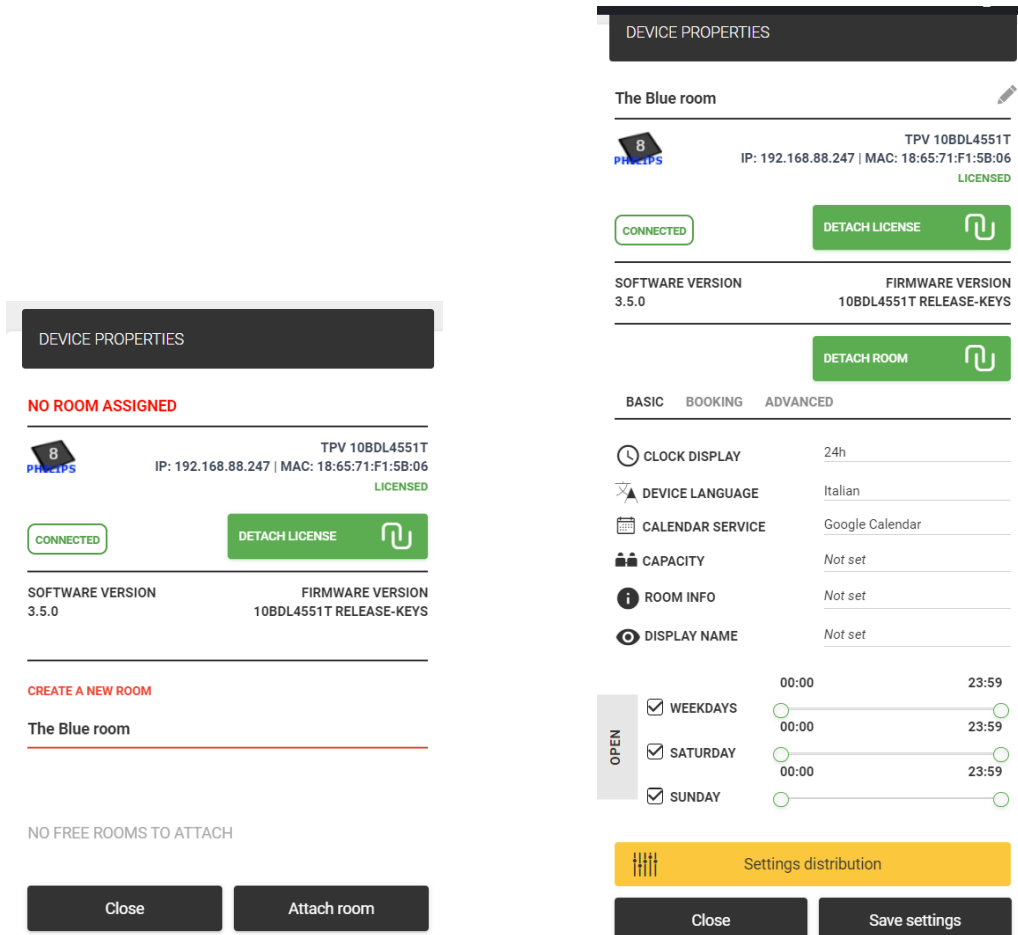 DEVICE PROPERTIES
NO ROOM ASSIGNED
8
PHILIPS
TPV 10BDL4551T
IP: 192.168.88.247 | MAC: 18:65:71:F1:5B:06
LICENSED
CONNECTED
DETACH LICENSE
SOFTWARE VERSION
3.5.0
FIRMWARE VERSION
10BDL4551T RELEASE-KEYS
CREATE A NEW ROOM
The Blue room
NO FREE ROOMS TO ATTACH
Close
Attach room
DEVICE PROPERTIES
The Blue room
8
PHILIPS
TPV 10BDL4551T
IP: 192.168.88.247 | MAC: 18:65:71:F1:5B:06
LICENSED
CONNECTED
DETACH LICENSE
SOFTWARE VERSION
3.5.0
FIRMWARE VERSION
10BDL4551T RELEASE-KEYS
DETACH ROOM
BASIC BOOKING ADVANCED
CLOCK DISPLAY 24h
DEVICE LANGUAGE Italian
CALENDAR SERVICE Google Calendar
CAPACITY Not set
ROOM INFO Not set
DISPLAY NAME Not set
OPEN
00:00 23:59
WEEKDAYS
00:00 23:59
SATURDAY
00:00 23:59
SUNDAY
Settings distribution
Close
Save settings